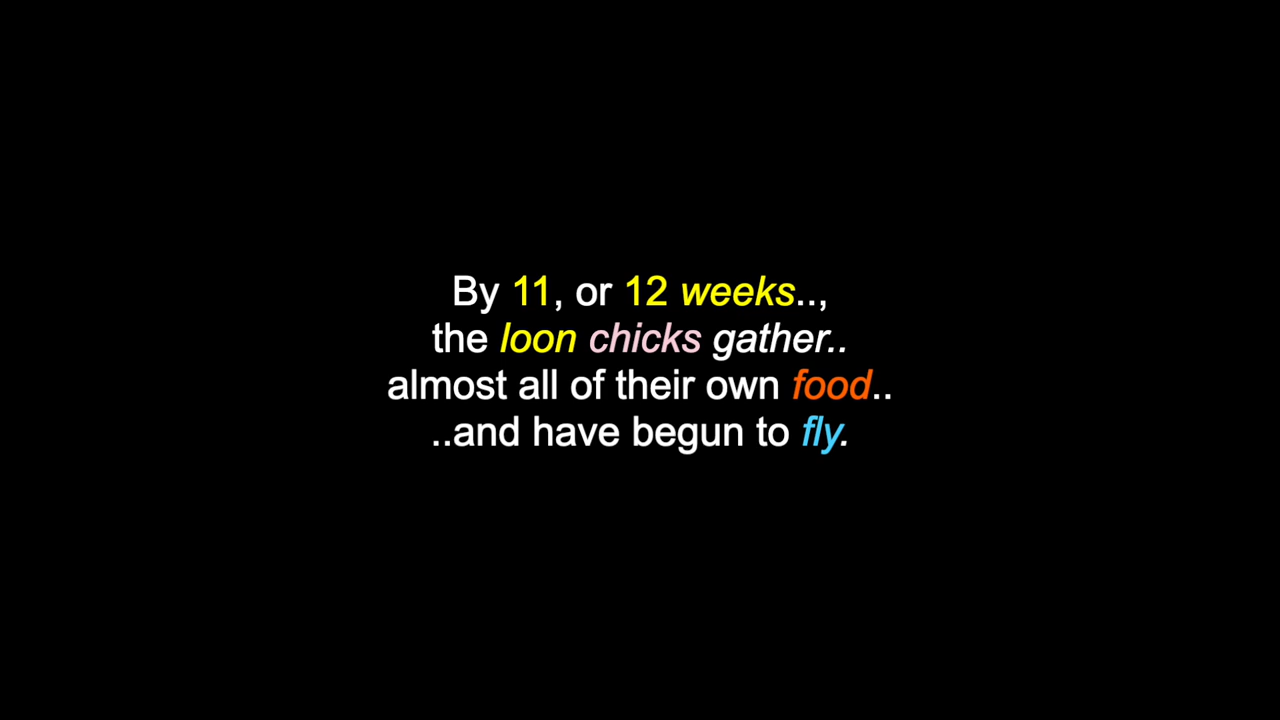 By 11, or 12 weeks..,
the loon chicks gather..
almost all of their own food..
..and have begun to fly.